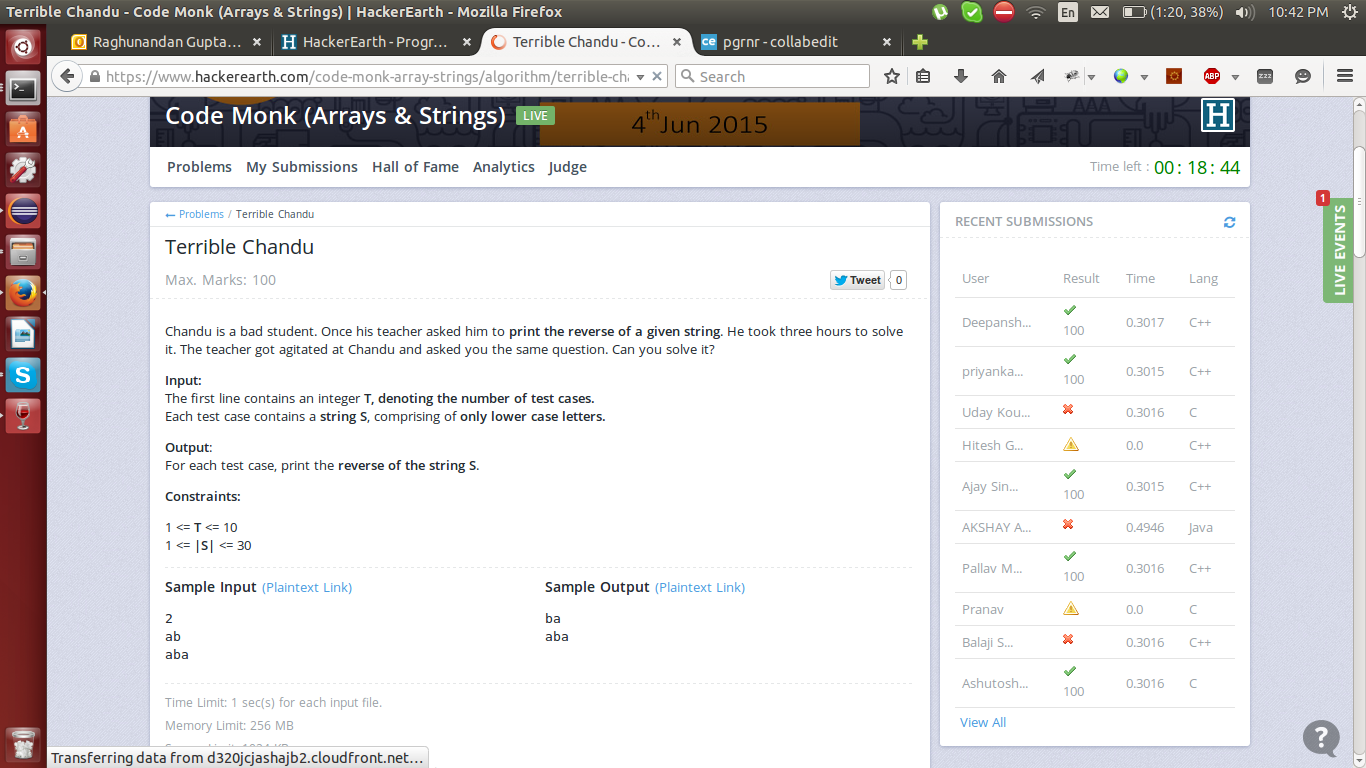 Terrible Chandu - Code Monk (Arrays & Strings) | HackerEarth - Mozilla Firefox
En (1:20, 38%) 10:42 PM
Raghunandan Gupta... × HackerEarth - Progr... × Terrible Chandu - Co... × ce pgrnr - collabedit ×
https://www.hackerearth.com/code-monk-array-strings/algorithm/terrible-cha Search ABP zzz
Code Monk (Arrays & Strings) LIVE 4th Jun 2015 H
Problems My Submissions Hall of Fame Analytics Judge Time left : 00 : 18 : 44
← Problems / Terrible Chandu
Terrible Chandu
Max. Marks: 100 Tweet 0
Chandu is a bad student. Once his teacher asked him to print the reverse of a given string. He took three hours to solve
it. The teacher got agitated at Chandu and asked you the same question. Can you solve it?
Input:
The first line contains an integer T, denoting the number of test cases.
Each test case contains a string S, comprising of only lower case letters.
Output:
For each test case, print the reverse of the string S.
Constraints:
1 <= T <= 10
1 <= |S| <= 30
Sample Input (Plaintext Link) Sample Output (Plaintext Link)
2 ba
ab aba
aba
Time Limit: 1 sec(s) for each input file.
Memory Limit: 256 MB
Transferring data from d320jcjashajb2.cloudfront.net…
RECENT SUBMISSIONS
User Result Time Lang
Deepansh... 100 0.3017 C++
priyanka... 100 0.3015 C++
Uday Kou... 0.3016 C
Hitesh G... 0.0 C++
Ajay Sin... 100 0.3015 C++
AKSHAY A... 0.4946 Java
Pallav M... 100 0.3016 C++
Pranav 0.0 C
Balaji S... 0.3016 C++
Ashutosh... 100 0.3016 C
View All
1
LIVE EVENTS
?